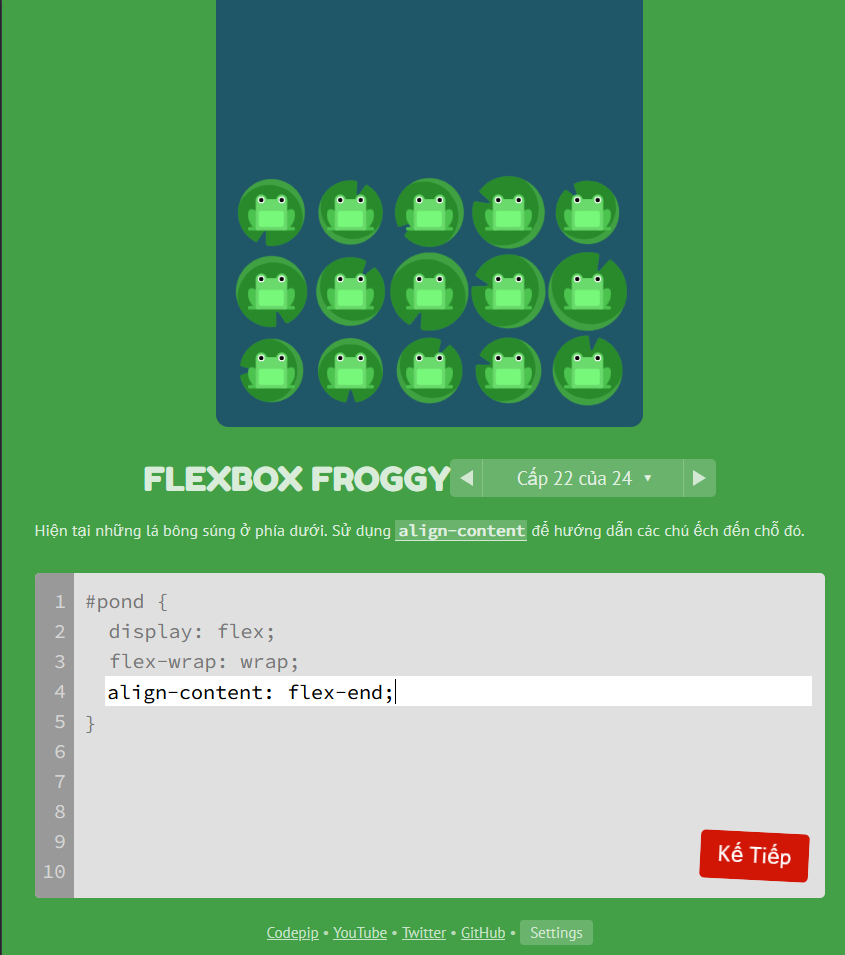 FLEXBOX FROGGY
Cấp 22 của 24 ▼
Hiện tại những lá bông súng ở phía dưới. Sử dụng align-content để hướng dẫn các chú ếch đến chỗ đó.
1 #pond {
2 display: flex;
3 flex-wrap: wrap;
4 align-content: flex-end;
5 }
6
7
8
9
10
Kế Tiếp
Codepip • YouTube • Twitter • GitHub • Settings